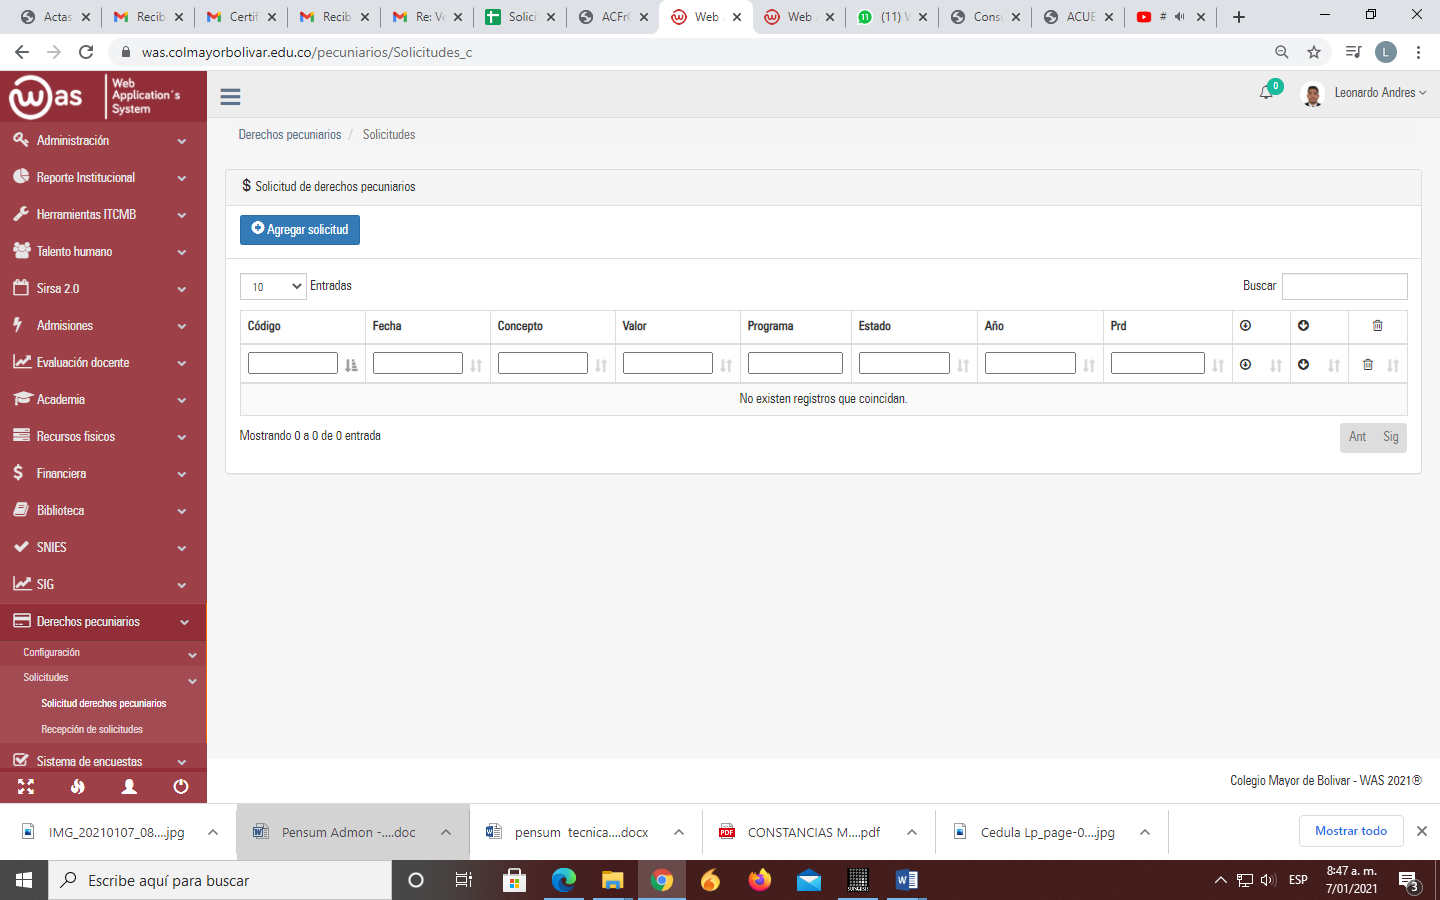 Actas
Recib
Certif
Recib
Re: Ve
Solici
ACFr
Web
Web
(11)
Cons
ACUE
#
was.colmayorbolivar.edu.co/pecuniarios/Solicitudes_c
L
was
Web
Application´s
System
0
Leonardo Andres
Administración
Reporte Institucional
Herramientas ITCMB
Talento humano
Sirsa 2.0
Admisiones
Evaluación docente
Academia
Recursos fisicos
Financiera
Biblioteca
SNIES
SIG
Derechos pecuniarios
Configuración
Solicitudes
Solicitud derechos pecuniarios
Recepción de solicitudes
Sistema de encuestas
Derechos pecuniarios / Solicitudes
$ Solicitud de derechos pecuniarios
Agregar solicitud
10 Entradas
Buscar
Código Fecha Concepto Valor Programa Estado Año Prd
No existen registros que coincidan.
Mostrando 0 a 0 de 0 entrada
Ant Sig
Colegio Mayor de Bolivar - WAS 2021®
IMG_20210107_08....jpg
Pensum Admon -....doc
pensum tecnica....docx
CONSTANCIAS M....pdf
Cedula Lp_page-0....jpg
Mostrar todo
Escribe aquí para buscar
ESP
8:47 a. m.
7/01/2021
3